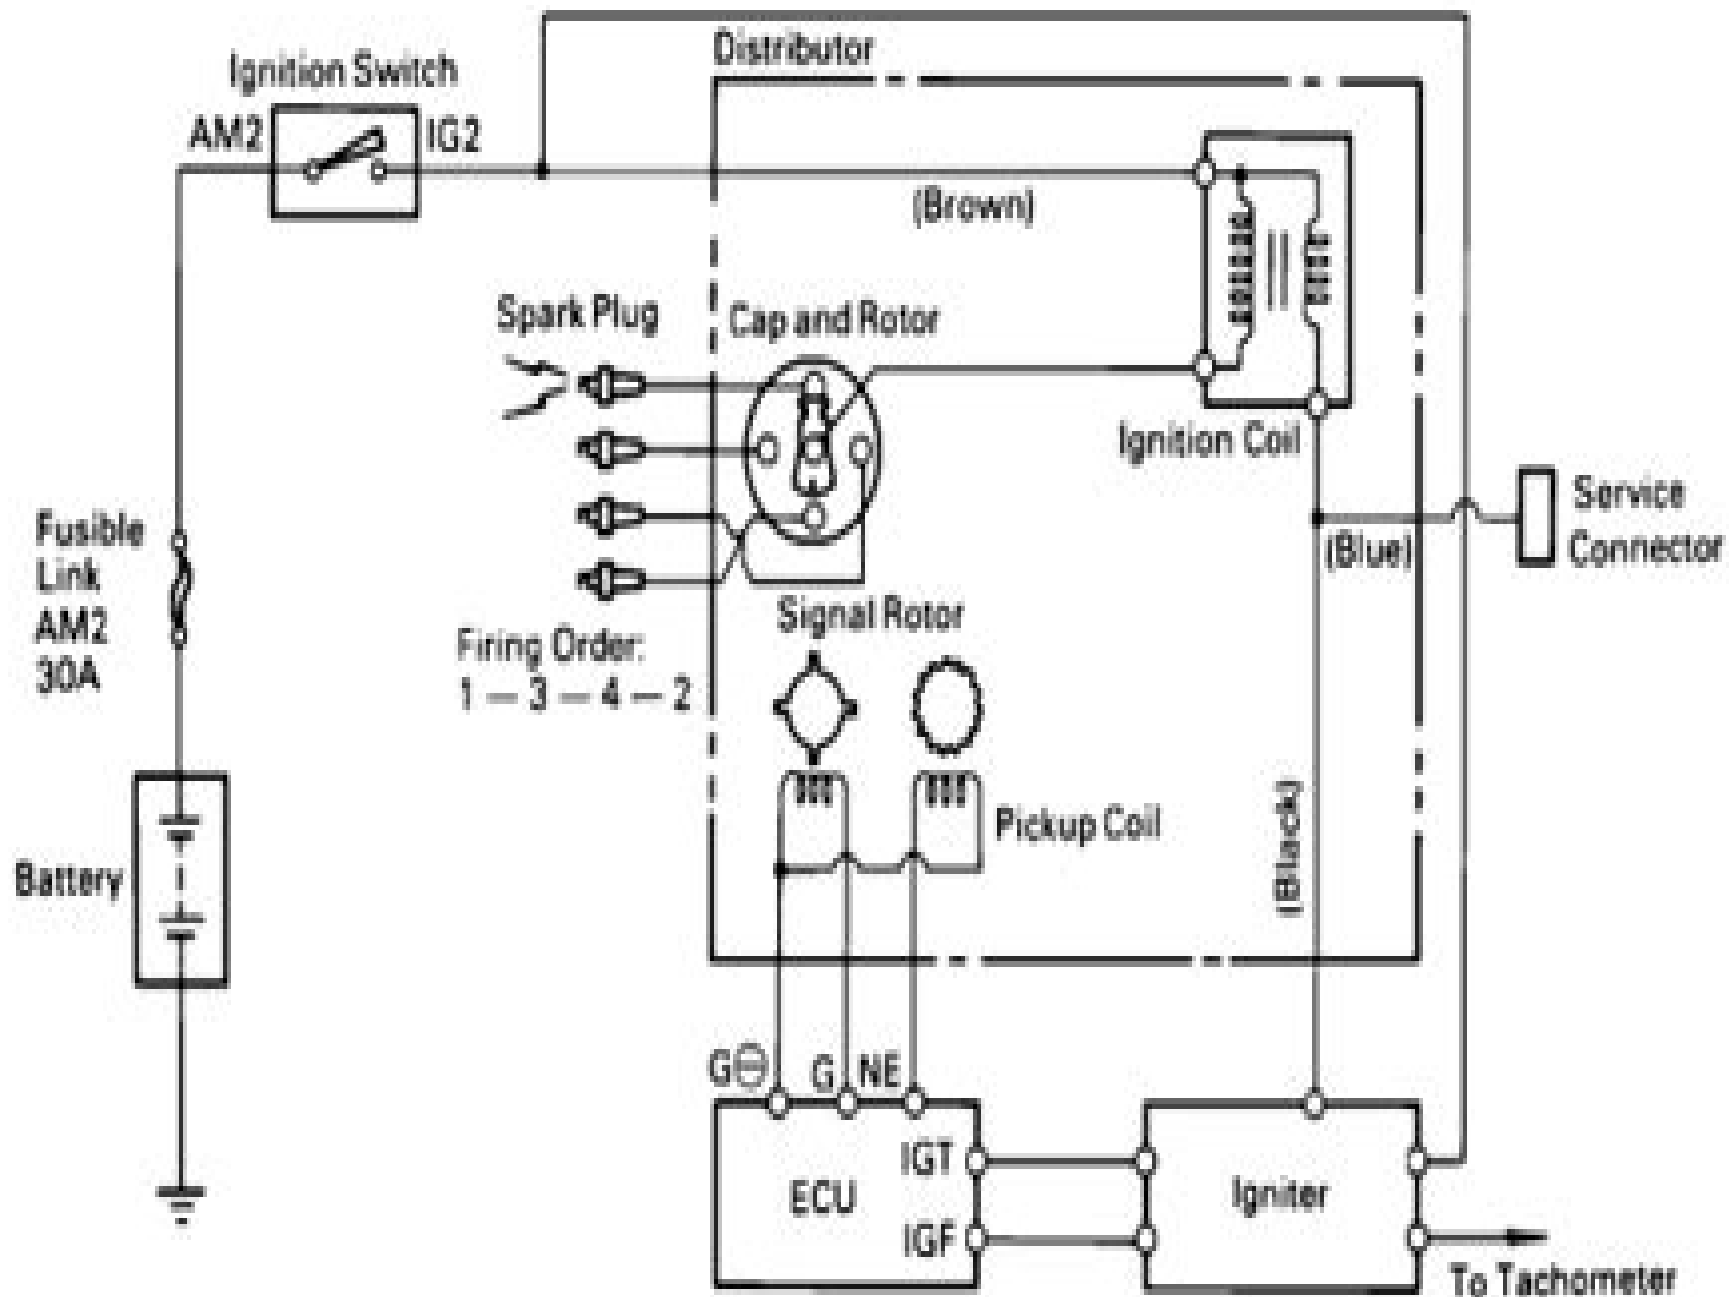 Distributor
Ignition Switch
AM2
IG2
(Brown)
Spark Plug
Cap and Rotor
Ignition Coil
Service
Connector
(Blue)
Fusible
Link
AM2
30A
Signal Rotor
Firing Order:
1 — 3 — 4 — 2
Pickup Coil
(Black)
Battery
G⊖
G
NE
IGT
ECU
IGF
Igniter
To Tachometer